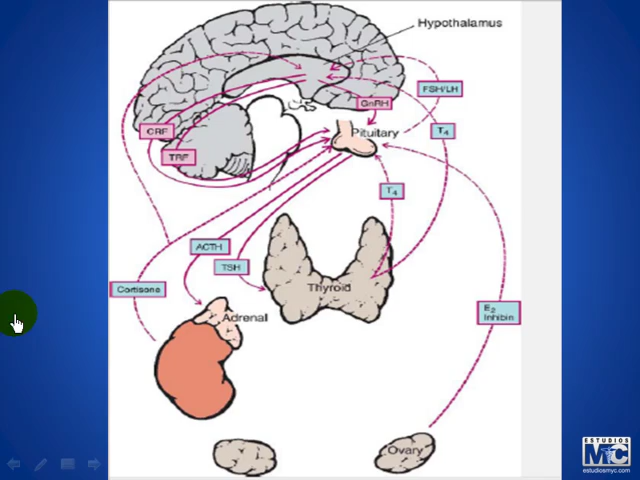 Hypothalamus
FSH/LH
GnRH
CRF
Pituitary
T4
TRF
T4
ACTH
TSH
Cortisone
Thyroid
Adrenal
E2
Inhibin
Ovary
ESTUDIOS
MyC
estudiosmyc.com